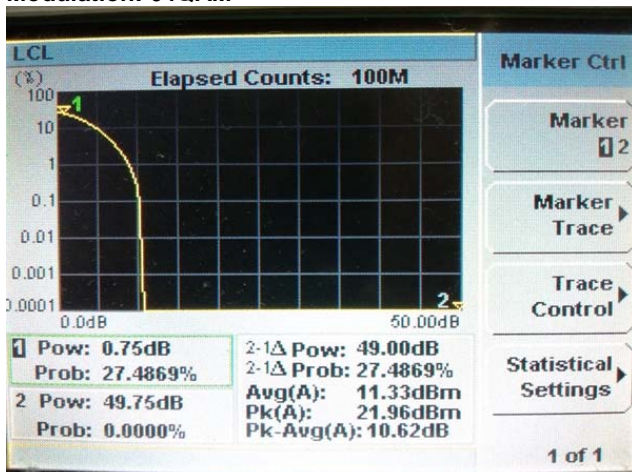 LCL
(%)
Elapsed Counts: 100M
100
1
10
1
0.1
0.01
0.001
0.0001
2
0.0dB
50.00dB
1 Pow: 0.75dB
Prob: 27.4869%
2 Pow: 49.75dB
Prob: 0.0000%
2-1Δ Pow: 49.00dB
2-1Δ Prob: 27.4869%
Avg(A): 11.33dBm
Pk(A): 21.96dBm
Pk-Avg(A): 10.62dB
Marker Ctrl
Marker
1 2
Marker
Trace
Trace
Control
Statistical
Settings
1 of 1